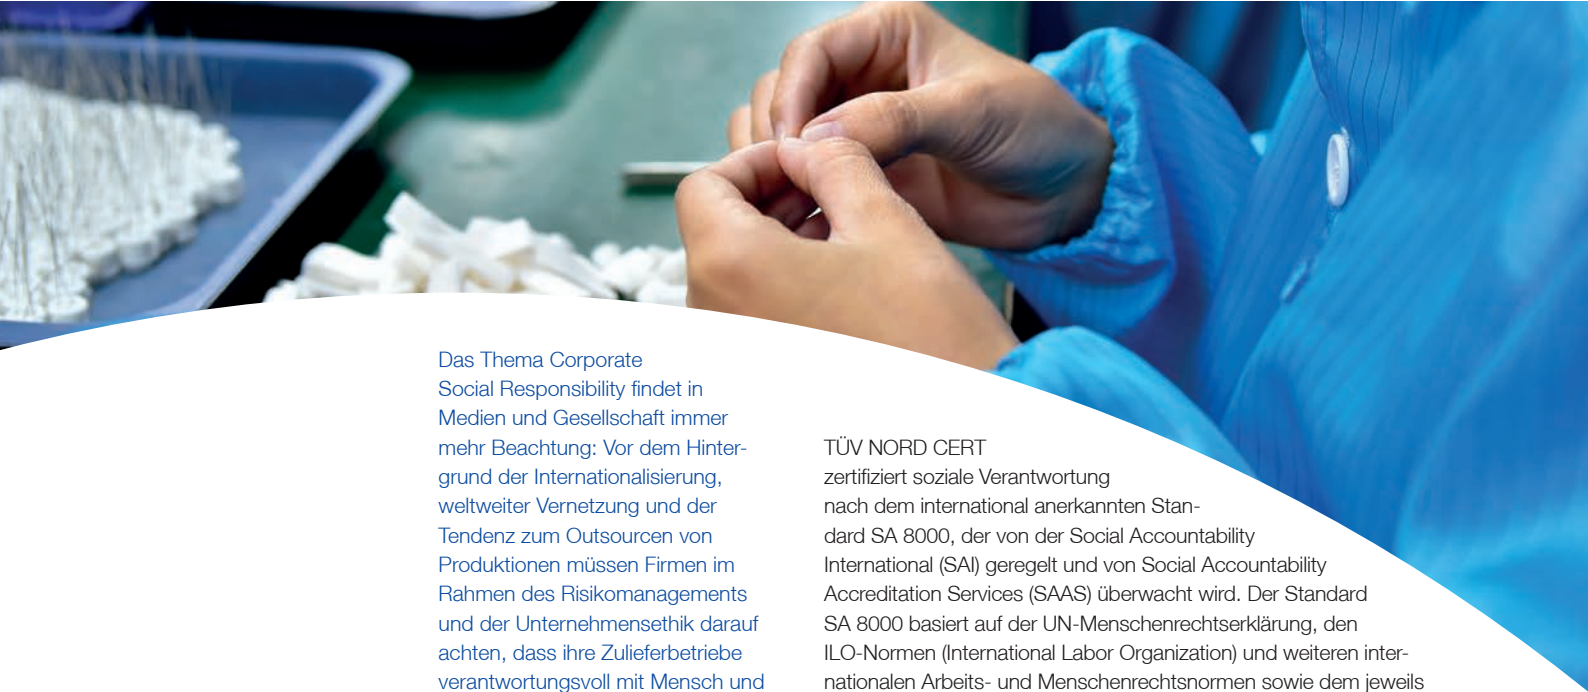 Das Thema Corporate
Social Responsibility findet in
Medien und Gesellschaft immer
mehr Beachtung: Vor dem Hinter-
grund der Internationalisierung,
weltweiter Vernetzung und der
Tendenz zum Outsourcen von
Produktionen müssen Firmen im
Rahmen des Risikomanagements
und der Unternehmensethik darauf
achten, dass ihre Zulieferbetriebe
verantwortungsvoll mit Mensch und
TÜV NORD CERT
zertifiziert soziale Verantwortung
nach dem international anerkannten Stan-
dard SA 8000, der von der Social Accountability
International (SAI) geregelt und von Social Accountability
Accreditation Services (SAAS) überwacht wird. Der Standard
SA 8000 basiert auf der UN-Menschenrechtserklärung, den
ILO-Normen (International Labor Organization) und weiteren inter-
nationalen Arbeits- und Menschenrechtsnormen sowie dem jeweils